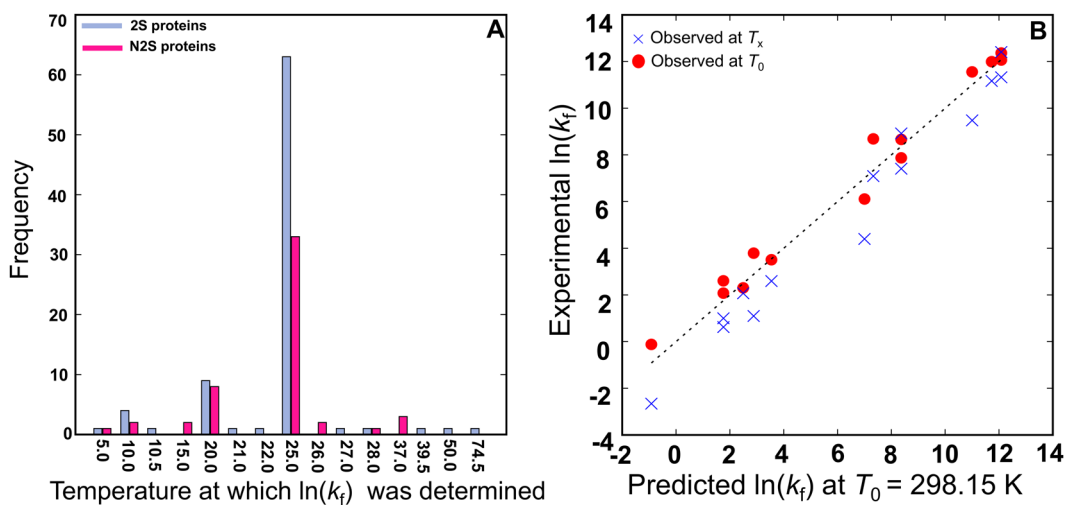 A
2S proteins
N2S proteins
Frequency
70
60
50
40
30
20
10
0
5.0 10.0 10.5 15.0 20.0 21.0 22.0 25.0 26.0 27.0 28.0 37.0 39.5 50.0 74.5
Temperature at which ln(kf) was determined
B
Observed at Tx
Observed at T0
Experimental ln(kf)
14
12
10
8
6
4
2
0
-2
-4
-2 0 2 4 6 8 10 12 14
Predicted ln(kf) at T0 = 298.15 K